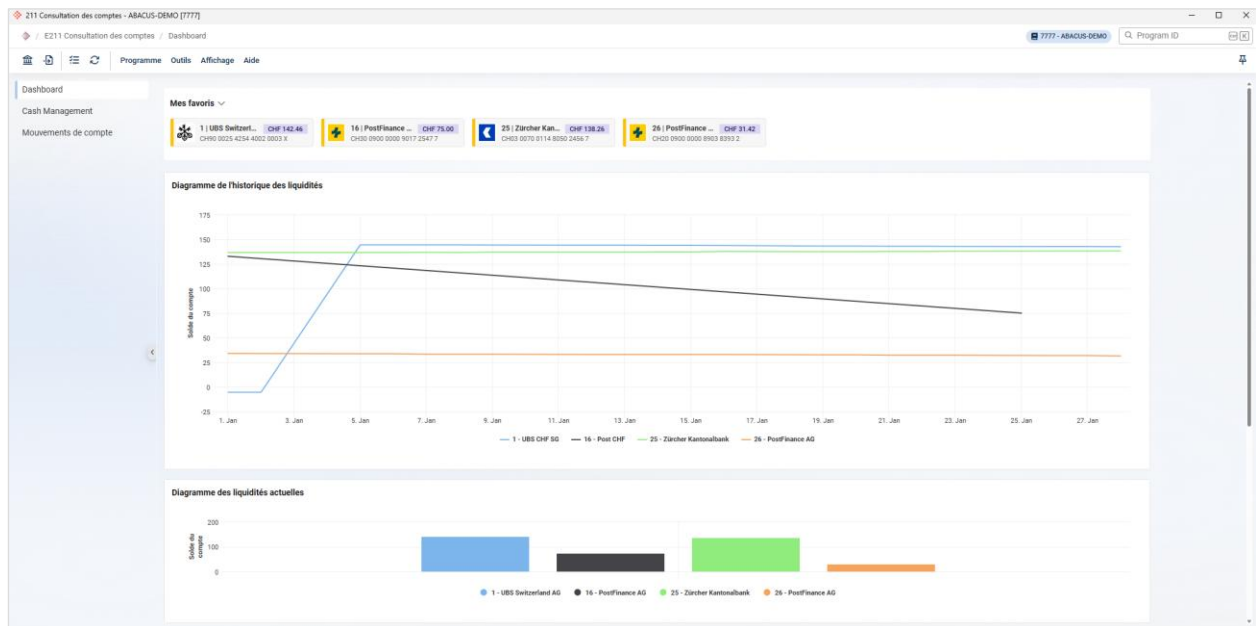 211 Consultation des comptes - ABACUS-DEMO [7777]
/ E211 Consultation des comptes / Dashboard
7777 - ABACUS-DEMO
Program ID
Programme Outils Affichage Aide
Dashboard
Cash Management
Mouvements de compte
Mes favoris
1 | UBS Switzerl... CHF 142.46
CH90 0025 4254 4002 0003 X
16 | PostFinance ... CHF 75.00
CH30 0900 0000 9017 2547 7
25 | Zürcher Kan... CHF 138.26
CH03 0070 0114 8050 2456 7
26 | PostFinance ... CHF 31.42
CH20 0900 0000 8903 8393 2
Diagramme de l'historique des liquidités
Solde du compte
175
150
125
100
75
50
25
0
-25
1. Jan 3. Jan 5. Jan 7. Jan 9. Jan 11. Jan 13. Jan 15. Jan 17. Jan 19. Jan 21. Jan 23. Jan 25. Jan 27. Jan
1 - UBS CHF SG 16 - Post CHF 25 - Zürcher Kantonalbank 26 - PostFinance AG
Diagramme des liquidités actuelles
Solde du
compte
200
100
0
1 - UBS Switzerland AG 16 - PostFinance AG 25 - Zürcher Kantonalbank 26 - PostFinance AG